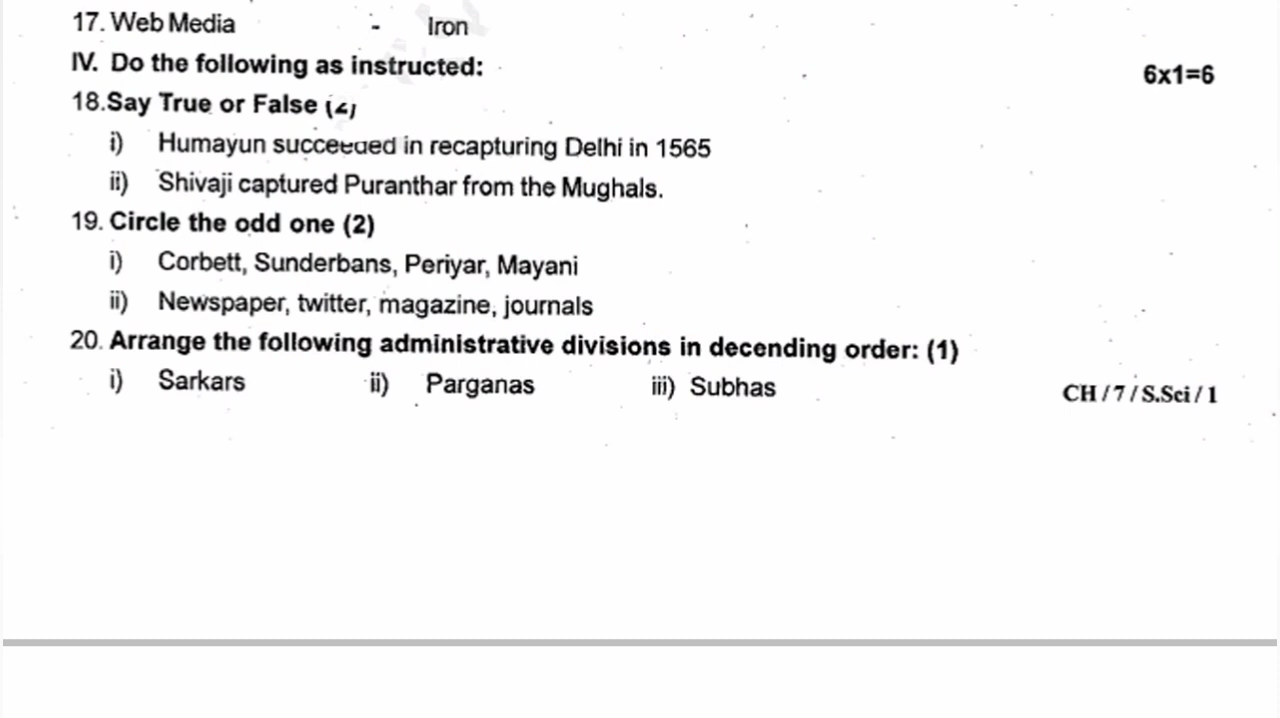 17. Web Media - Iron
IV. Do the following as instructed: 6x1=6
18.Say True or False (2)
i) Humayun succeeded in recapturing Delhi in 1565
ii) Shivaji captured Puranthar from the Mughals.
19. Circle the odd one (2)
i) Corbett, Sunderbans, Periyar, Mayani
ii) Newspaper, twitter, magazine, journals
20. Arrange the following administrative divisions in decending order: (1)
i) Sarkars ii) Parganas iii) Subhas CH / 7 / S.Sci / 1